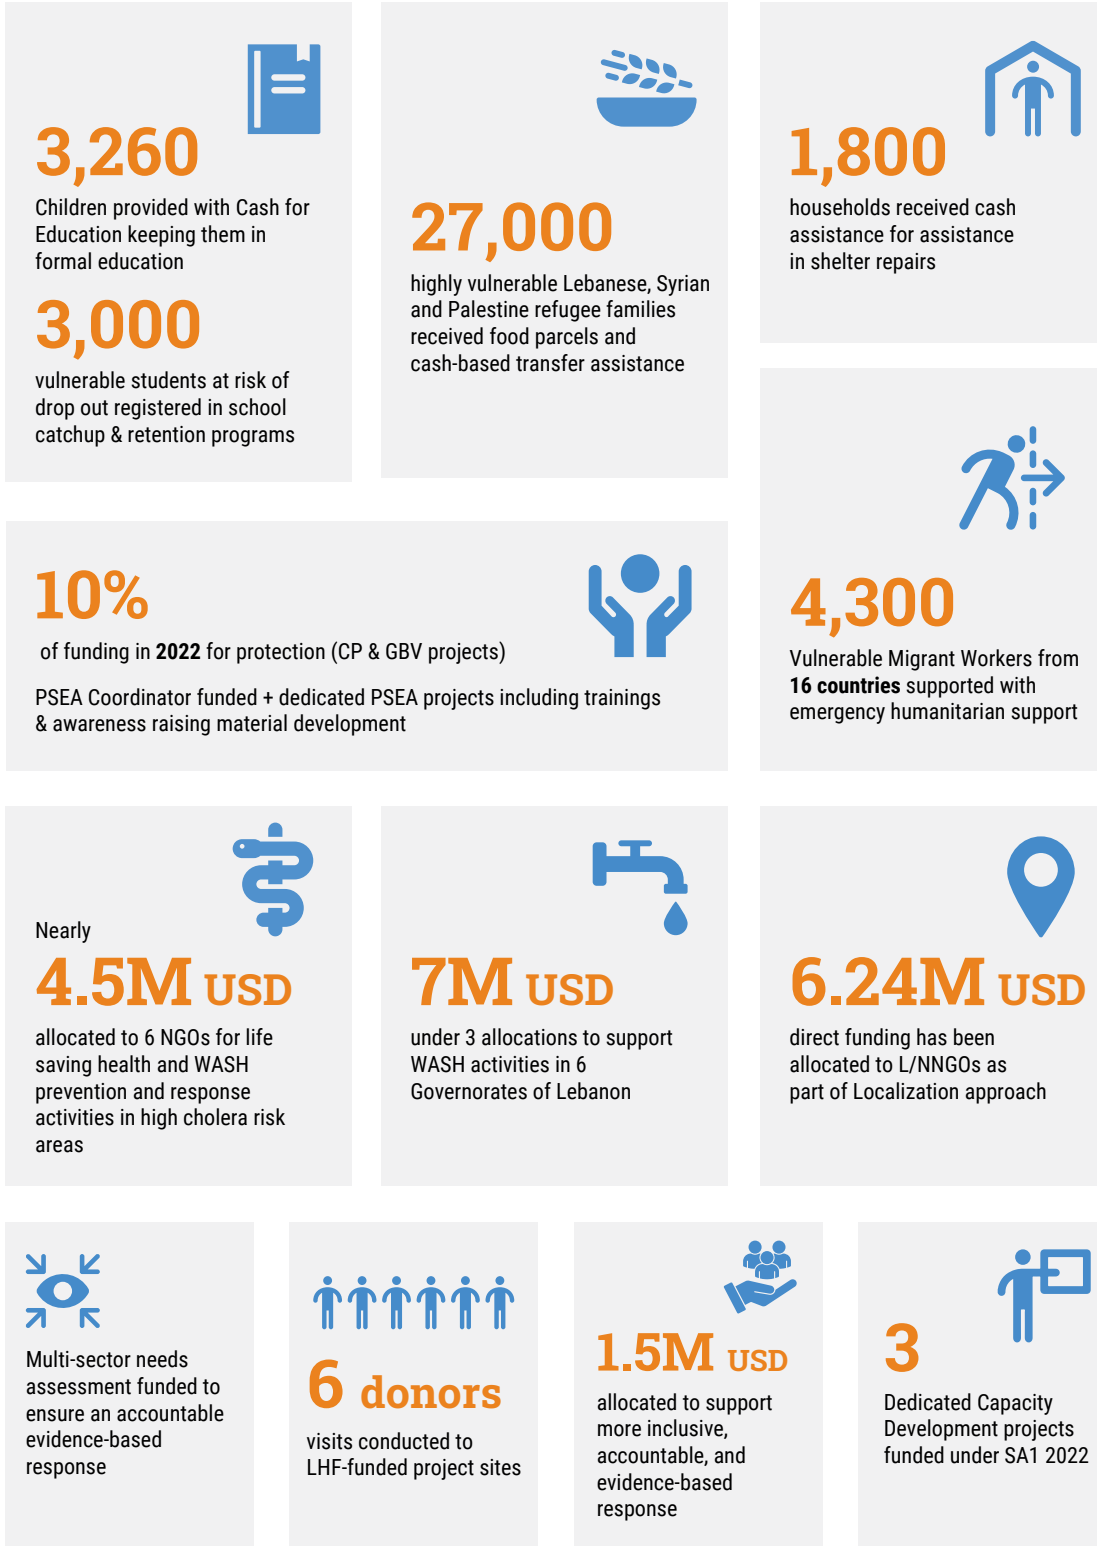 3,260
Children provided with Cash for
Education keeping them in
formal education
3,000
vulnerable students at risk of
drop out registered in school
catchup & retention programs
27,000
highly vulnerable Lebanese, Syrian
and Palestine refugee families
received food parcels and
cash-based transfer assistance
1,800
households received cash
assistance for assistance
in shelter repairs
10%
of funding in 2022 for protection (CP & GBV projects)
PSEA Coordinator funded + dedicated PSEA projects including trainings
& awareness raising material development
4,300
Vulnerable Migrant Workers from
16 countries supported with
emergency humanitarian support
Nearly
4.5M USD
allocated to 6 NGOs for life
saving health and WASH
prevention and response
activities in high cholera risk
areas
7M USD
under 3 allocations to support
WASH activities in 6
Governorates of Lebanon
6.24M USD
direct funding has been
allocated to L/NNGOs as
part of Localization approach
Multi-sector needs
assessment funded to
ensure an accountable
evidence-based
response
6 donors
visits conducted to
LHF-funded project sites
1.5M USD
allocated to support
more inclusive,
accountable, and
evidence-based
response
3
Dedicated Capacity
Development projects
funded under SA1 2022